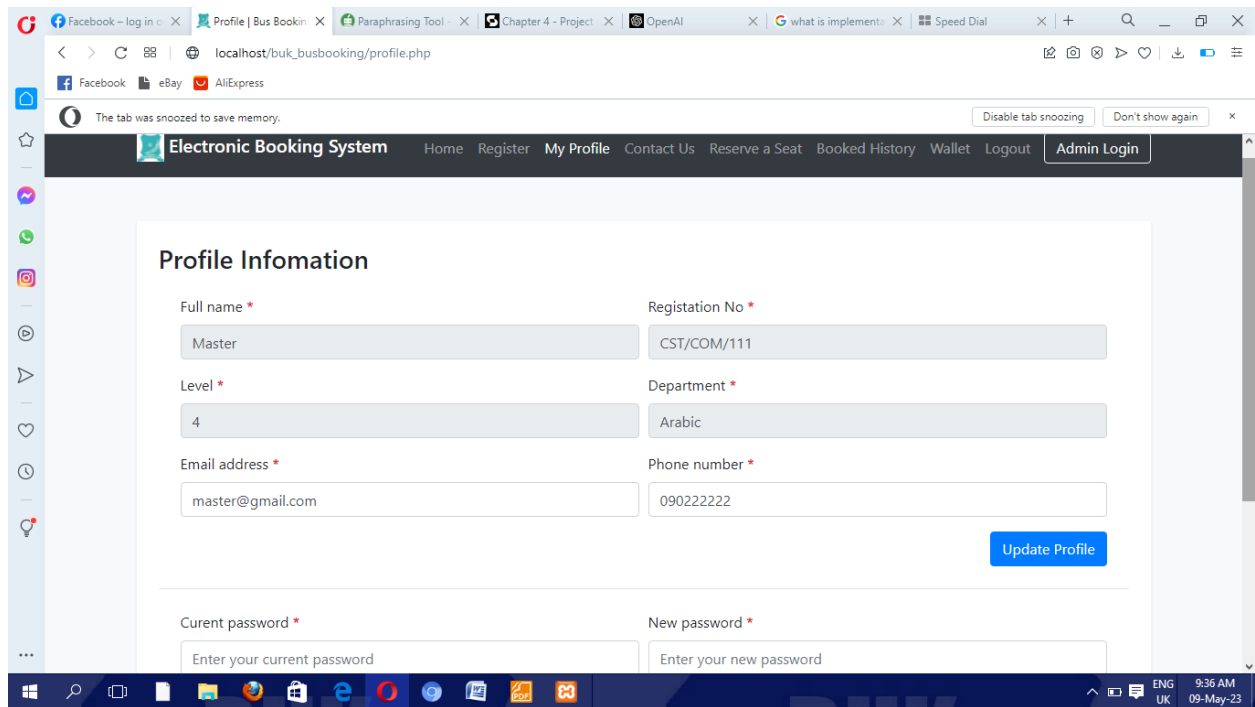 Facebook – log in o
Profile | Bus Bookin
Paraphrasing Tool -
Chapter 4 - Project
OpenAI
G what is implementa
Speed Dial
localhost/buk_busbooking/profile.php
Facebook eBay AliExpress
The tab was snoozed to save memory.
Disable tab snoozing Don't show again
Electronic Booking System Home Register My Profile Contact Us Reserve a Seat Booked History Wallet Logout Admin Login
Profile Infomation
Full name * Registation No *
Master CST/COM/111
Level * Department *
4 Arabic
Email address * Phone number *
master@gmail.com 090222222
Update Profile
Curent password * New password *
Enter your current password Enter your new password
PDF
ENG 9:36 AM
UK 09-May-23